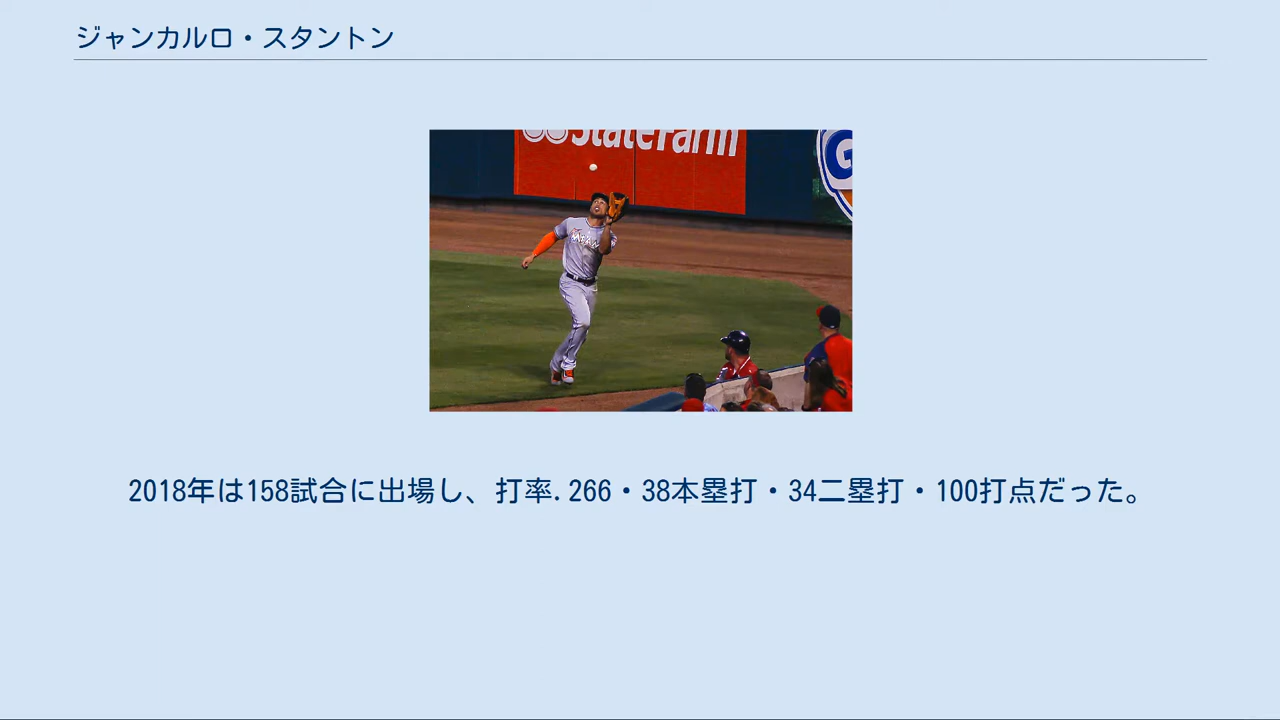 ジャンカルロ・スタントン
StateFarm
G
MIAMI
2018年は158試合に出場し、打率.266・38本塁打・34二塁打・100打点だった。